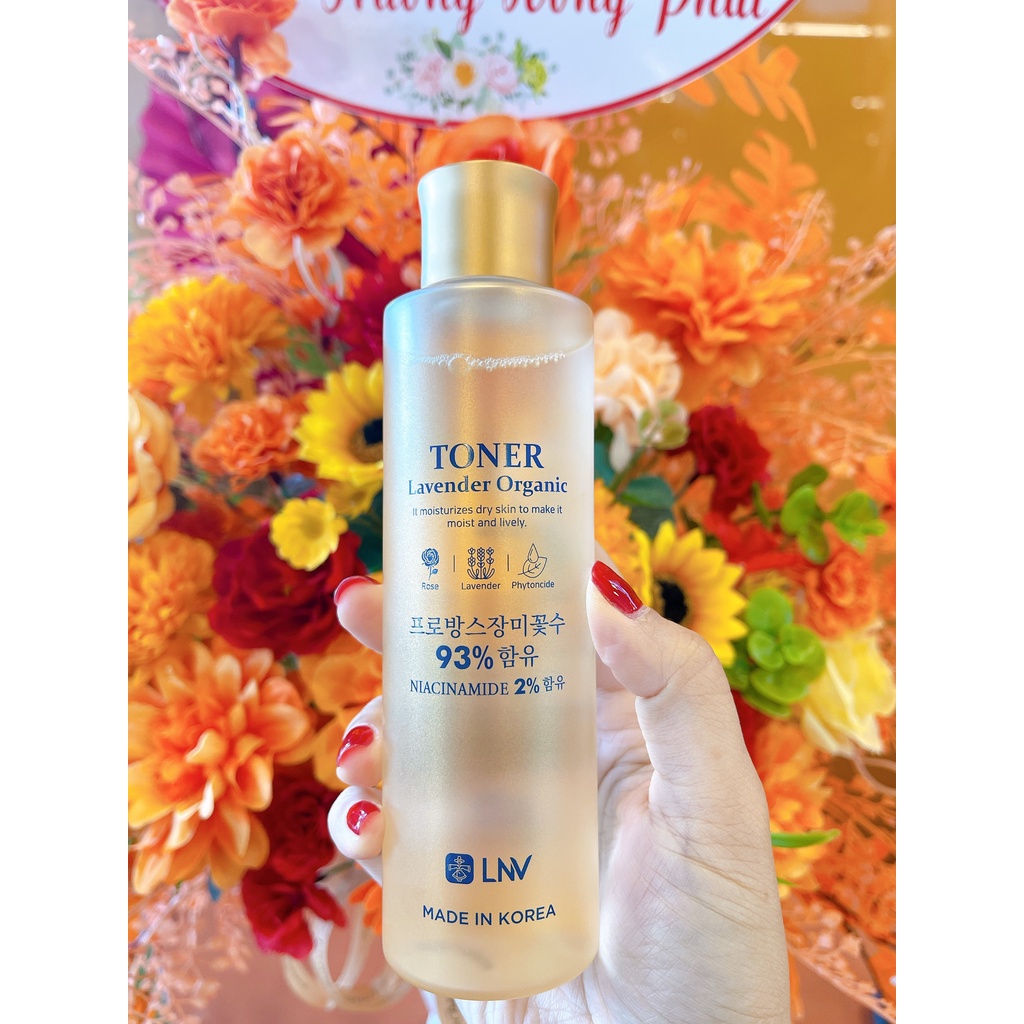 TONER
Lavender Organic
It moisturizes dry skin to make it
moist and lively.
Rose Lavender Phytoncide
프로방스장미꽃수
93% 함유
NIACINAMIDE 2% 함유
LNV
MADE IN KOREA